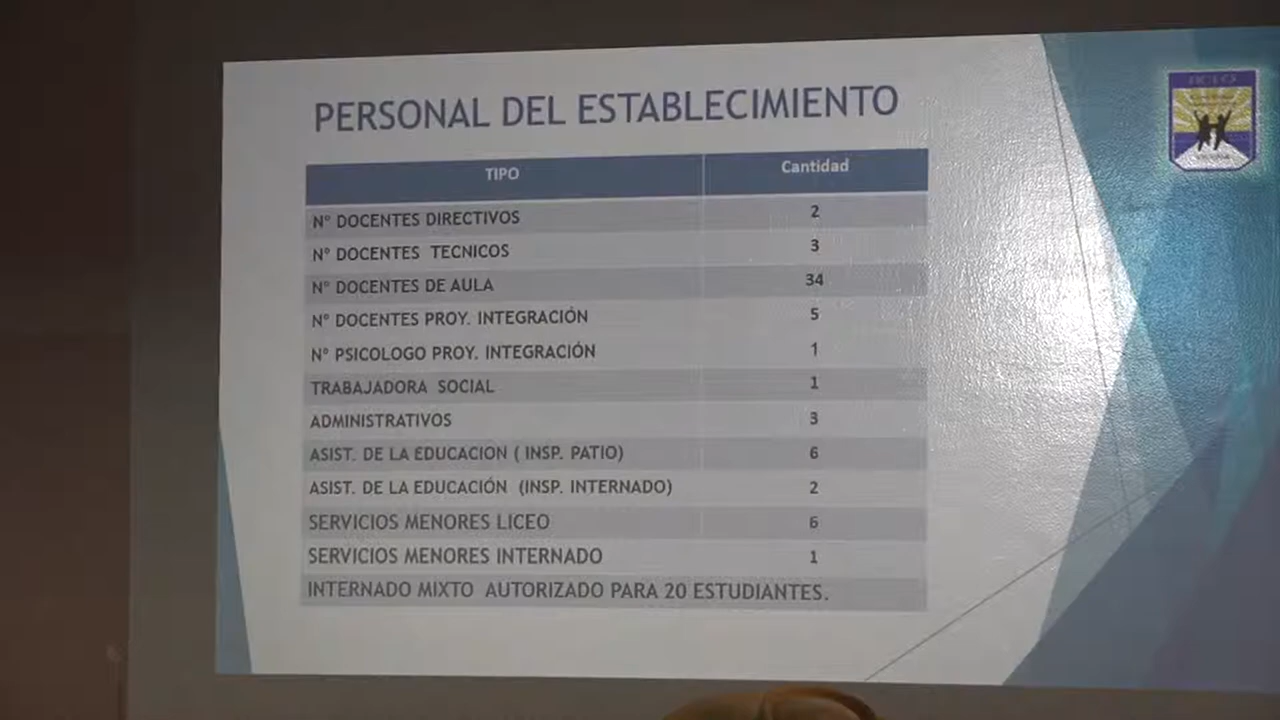 PERSONAL DEL ESTABLECIMIENTO
TIPO Cantidad
N° DOCENTES DIRECTIVOS 2
N° DOCENTES TECNICOS 3
N° DOCENTES DE AULA 34
N° DOCENTES PROY. INTEGRACIÓN 5
N° PSICOLOGO PROY. INTEGRACIÓN 1
TRABAJADORA SOCIAL 1
ADMINISTRATIVOS 3
ASIST. DE LA EDUCACION ( INSP. PATIO) 6
ASIST. DE LA EDUCACIÓN (INSP. INTERNADO) 2
SERVICIOS MENORES LICEO 6
SERVICIOS MENORES INTERNADO 1
INTERNADO MIXTO AUTORIZADO PARA 20 ESTUDIANTES.